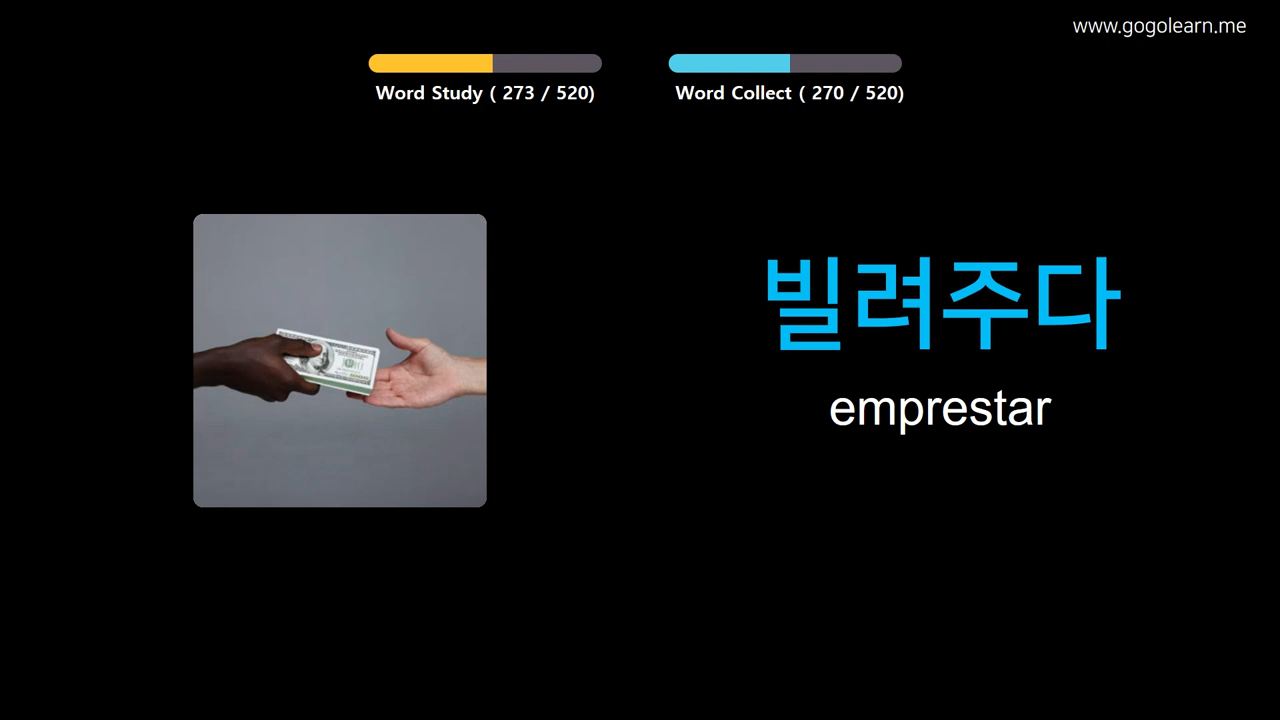 www.gogolearn.me
Word Study ( 273 / 520)
Word Collect ( 270 / 520)
빌려주다
emprestar